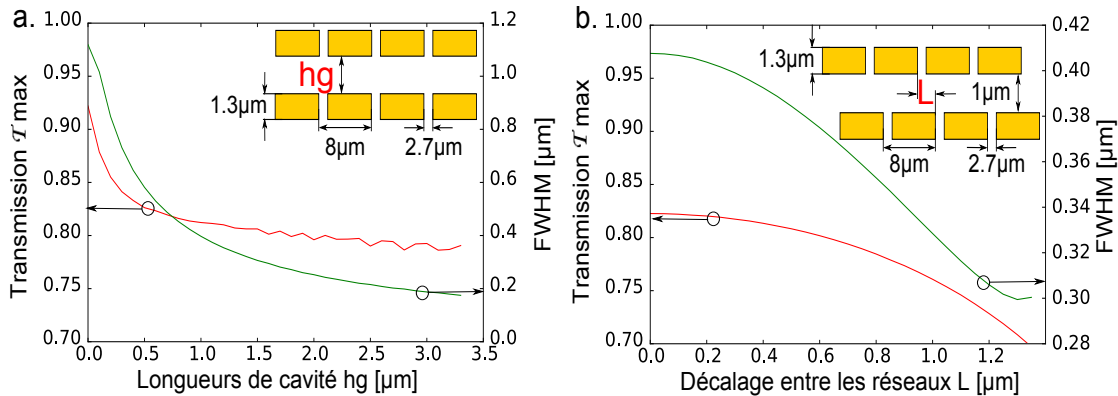 a.
1.00
0.95
0.90
0.85
0.80
0.75
0.70
Transmission 𝒯 max
0.0 0.5 1.0 1.5 2.0 2.5 3.0 3.5
Longueurs de cavité hg [µm]
1.2
1.0
0.8
0.6
0.4
0.2
0.0
FWHM [µm]
hg
1.3µm
8µm
2.7µm
b.
1.00
0.95
0.90
0.85
0.80
0.75
0.70
Transmission 𝒯 max
0.0 0.2 0.4 0.6 0.8 1.0 1.2
Décalage entre les réseaux L [µm]
0.42
0.40
0.38
0.36
0.34
0.32
0.30
0.28
FWHM [µm]
1.3µm
L
1µm
8µm
2.7µm